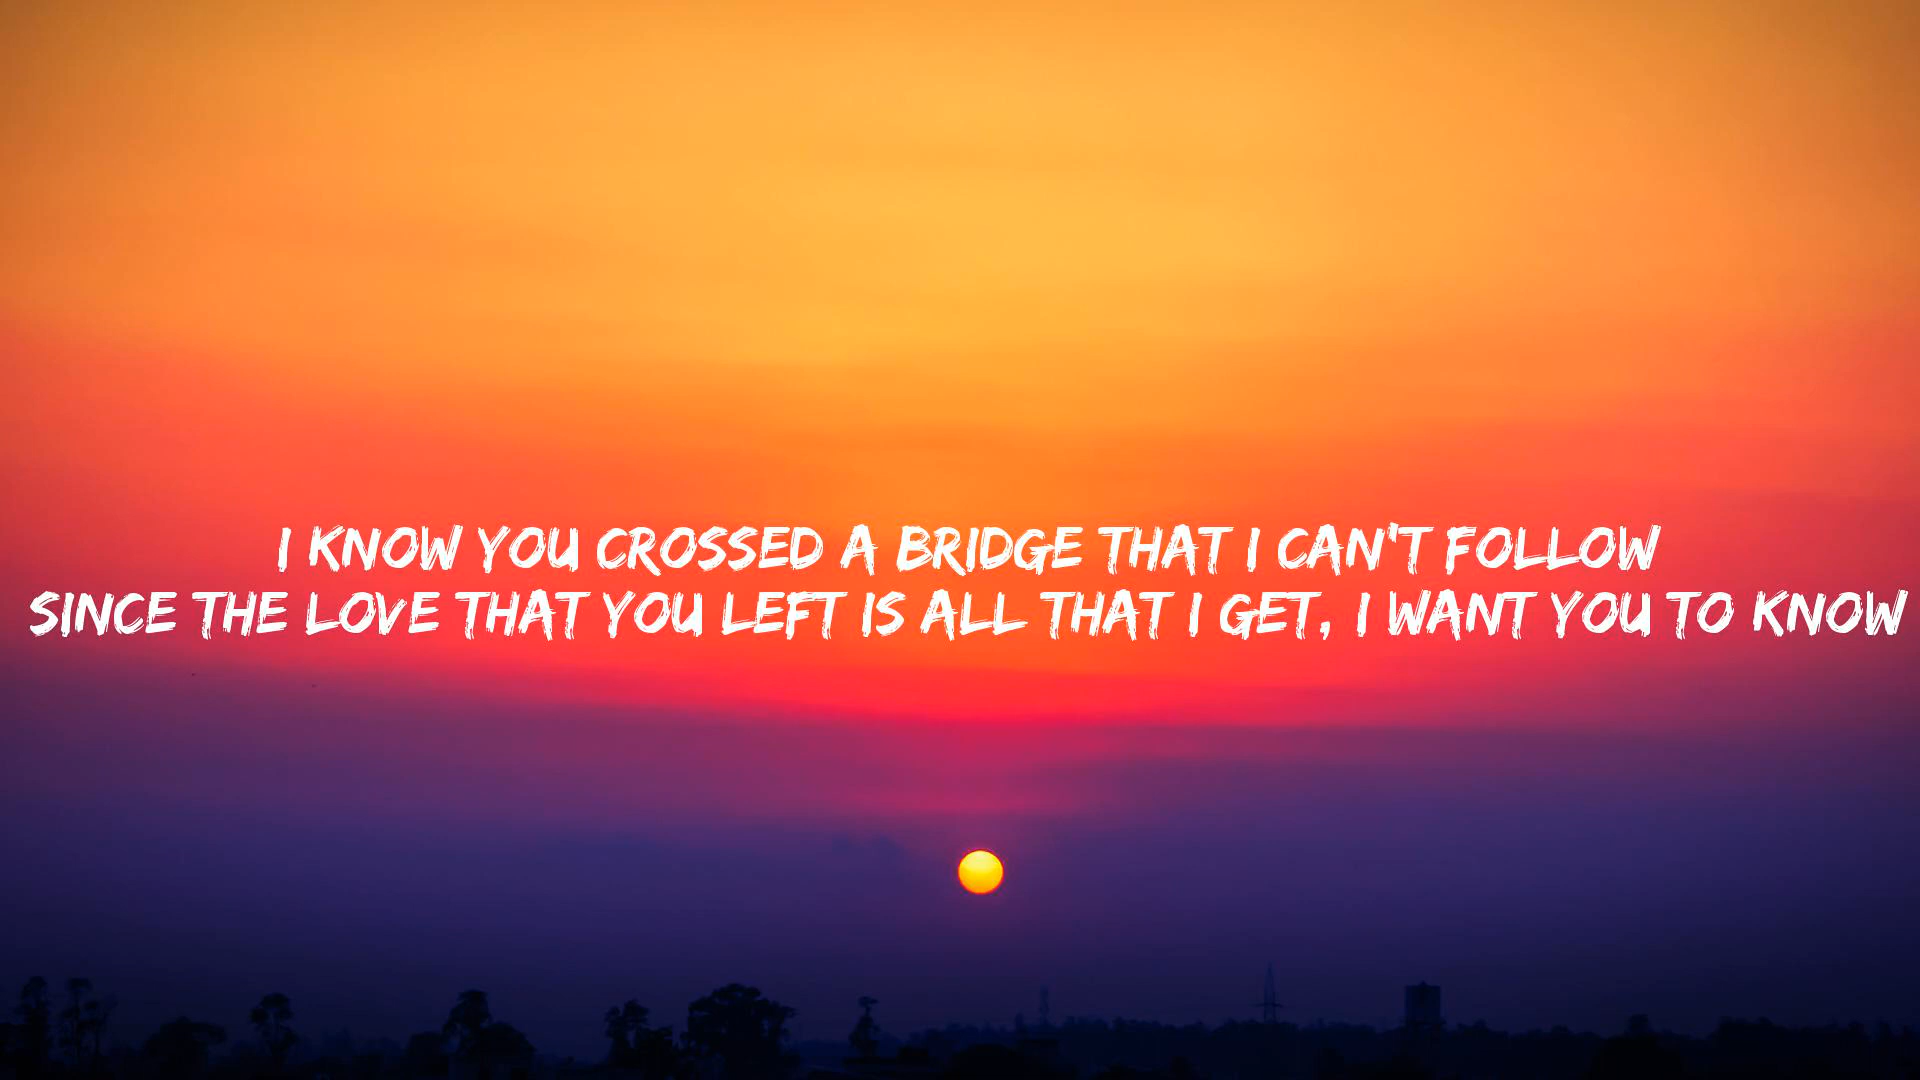 I KNOW YOU CROSSED A BRIDGE THAT I CAN'T FOLLOW
SINCE THE LOVE THAT YOU LEFT IS ALL THAT I GET, I WANT YOU TO KNOW